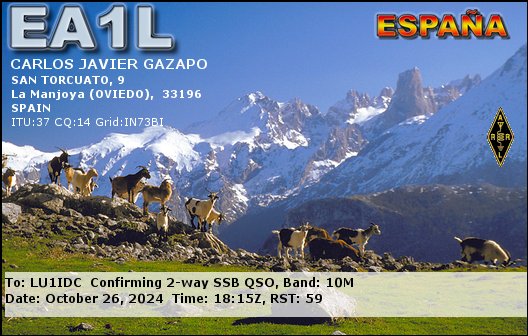 EA1L
ESPAÑA
CARLOS JAVIER GAZAPO
SAN TORCUATO, 9
La Manjoya (OVIEDO), 33196
SPAIN
ITU:37 CQ:14 Grid:IN73BI
To: LU1IDC Confirming 2-way SSB QSO, Band: 10M
Date: October 26, 2024 Time: 18:15Z, RST: 59